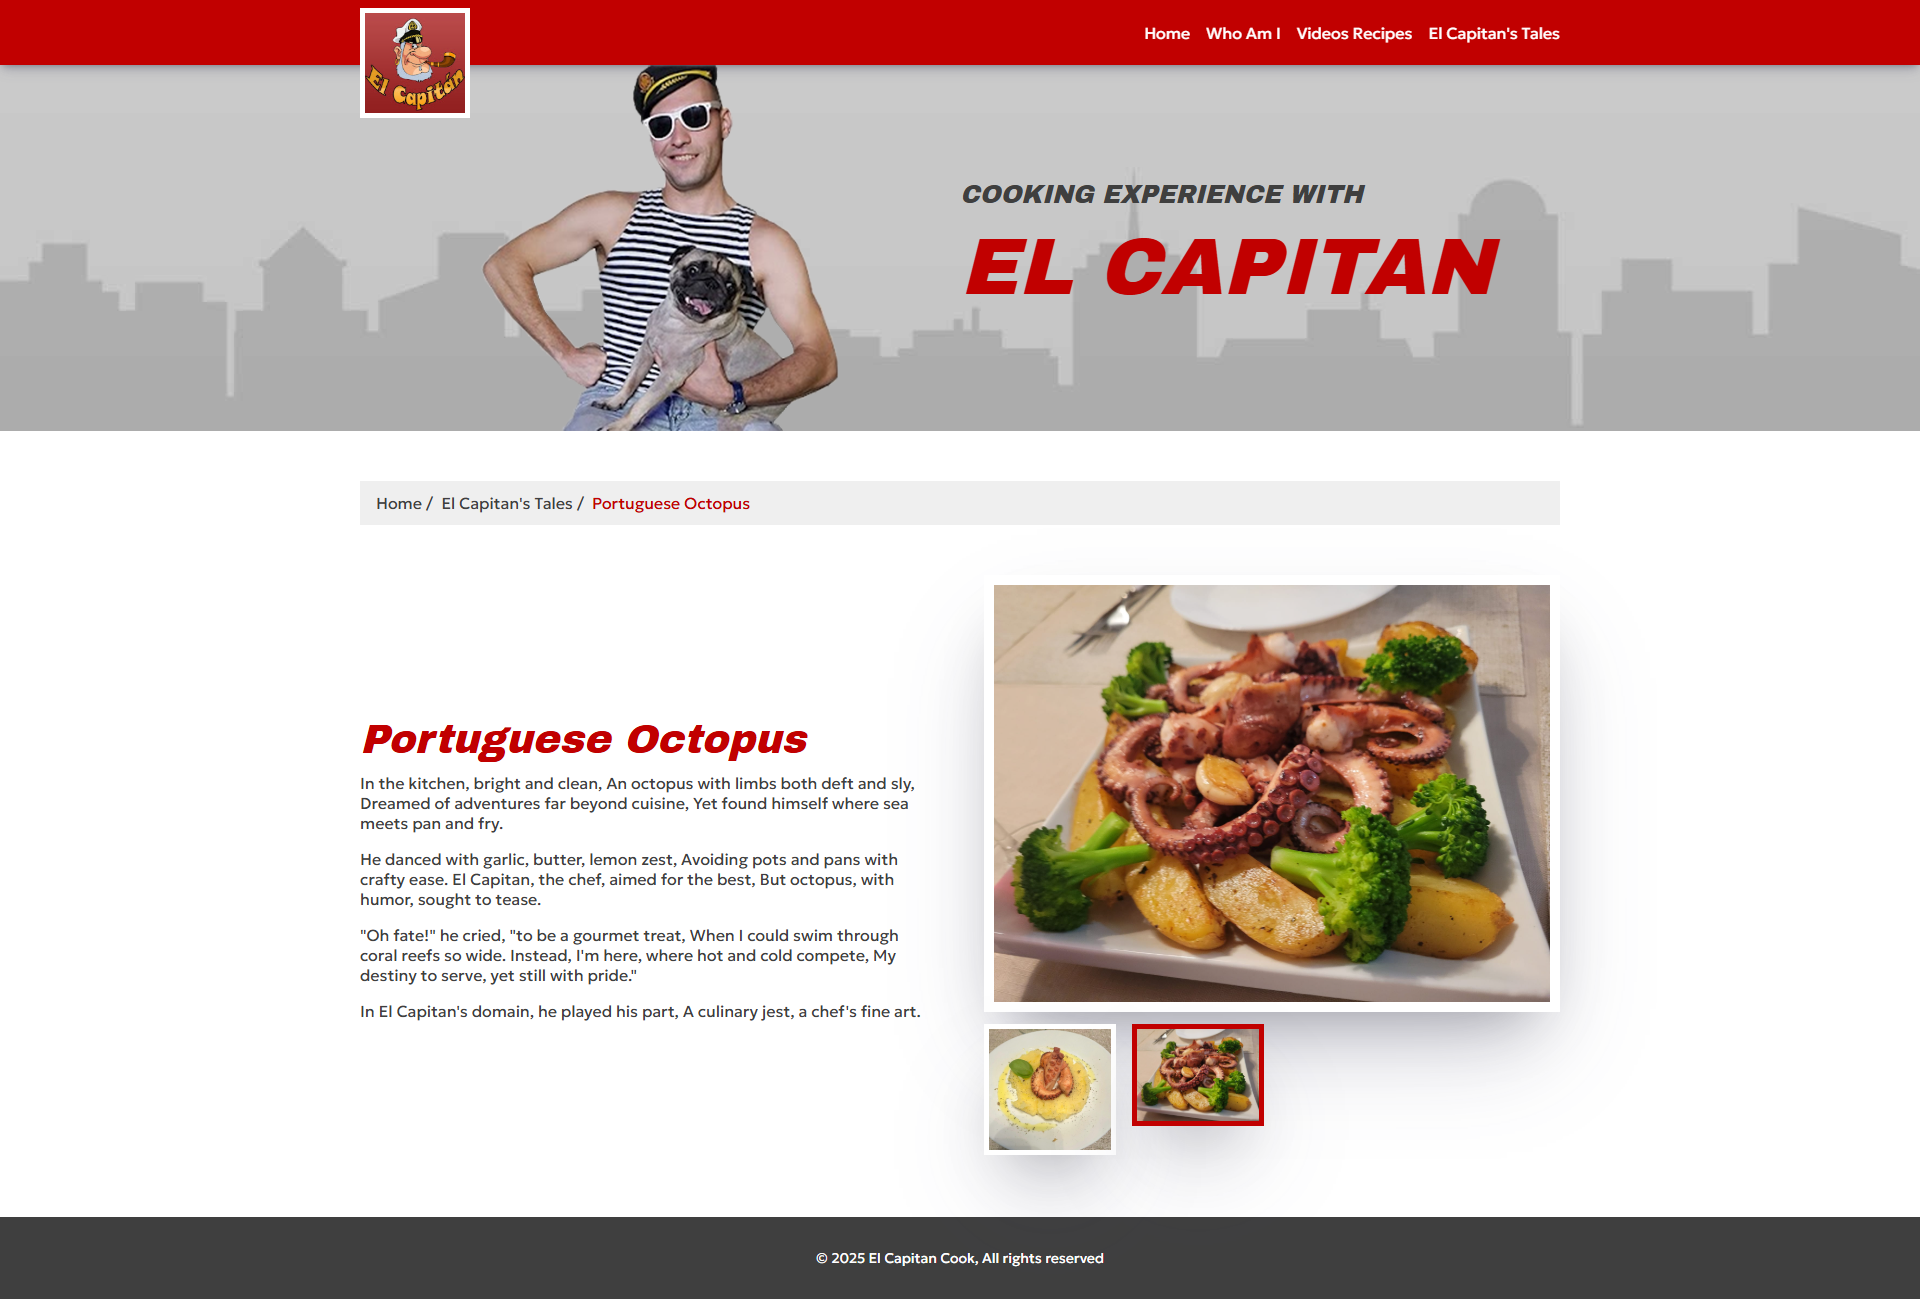 El Capitán
Home Who Am I Videos Recipes El Capitan's Tales
COOKING EXPERIENCE WITH
EL CAPITAN
Home / El Capitan's Tales / Portuguese Octopus
Portuguese Octopus
In the kitchen, bright and clean, An octopus with limbs both deft and sly,
Dreamed of adventures far beyond cuisine, Yet found himself where sea
meets pan and fry.
He danced with garlic, butter, lemon zest, Avoiding pots and pans with
crafty ease. El Capitan, the chef, aimed for the best, But octopus, with
humor, sought to tease.
"Oh fate!" he cried, "to be a gourmet treat, When I could swim through
coral reefs so wide. Instead, I'm here, where hot and cold compete, My
destiny to serve, yet still with pride."
In El Capitan's domain, he played his part, A culinary jest, a chef's fine art.
© 2025 El Capitan Cook, All rights reserved